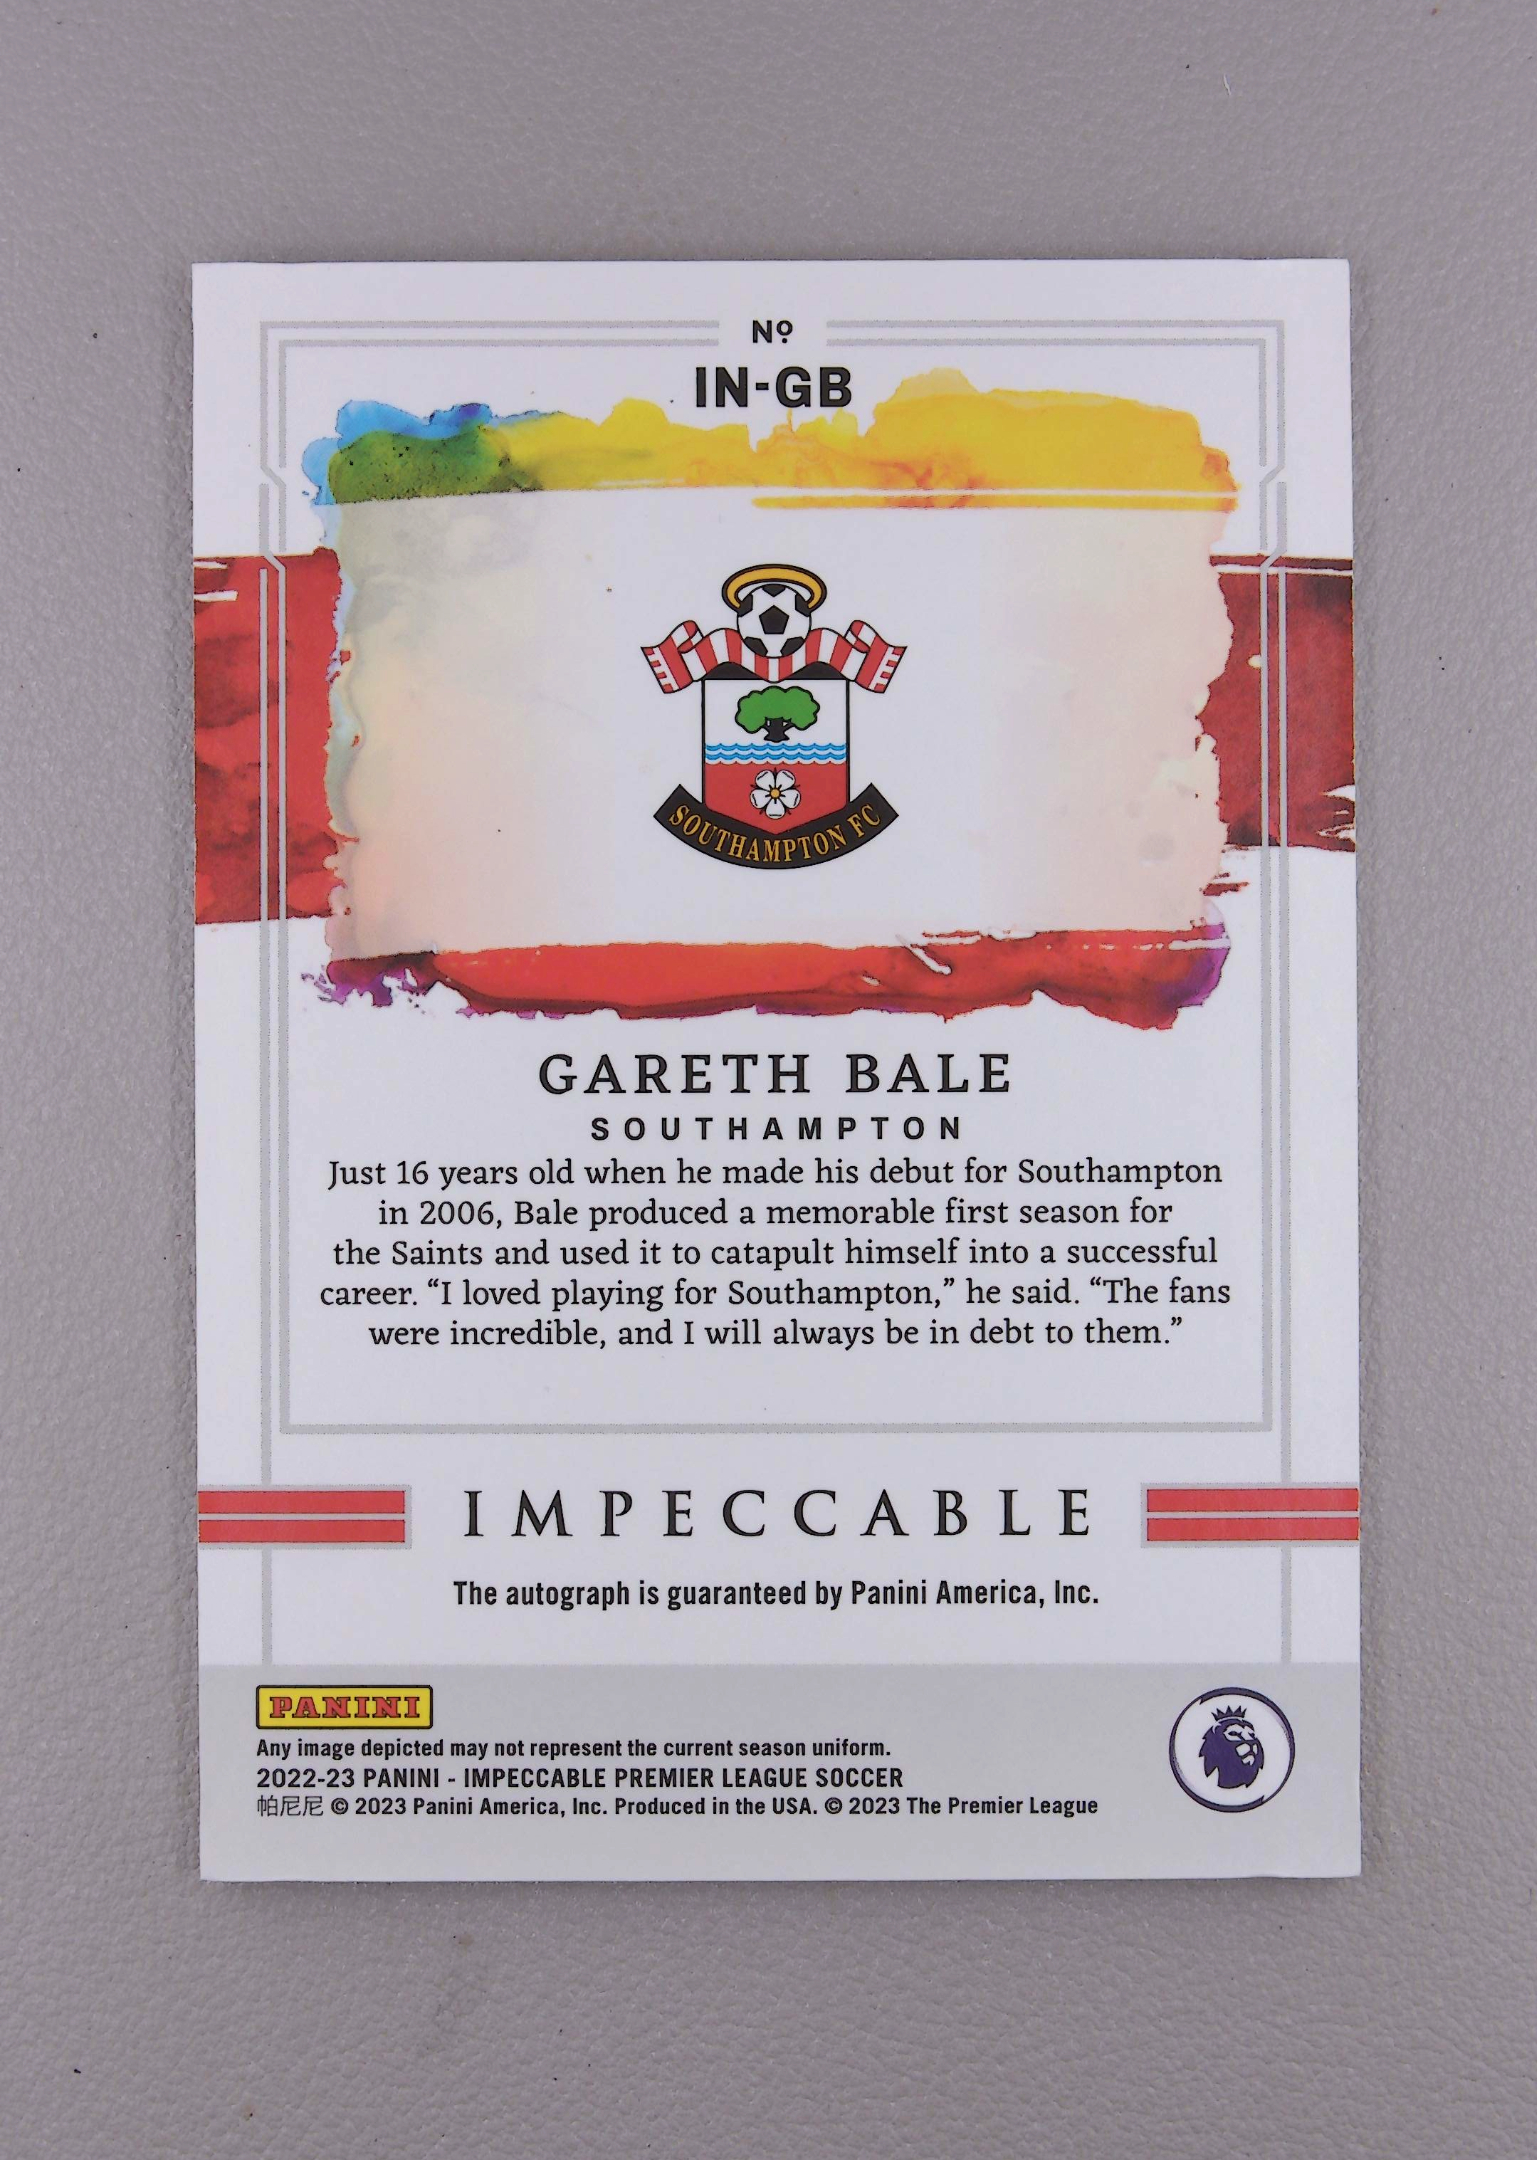 Nº
IN-GB
SOUTHAMPTON FC
GARETH BALE
SOUTHAMPTON
Just 16 years old when he made his debut for Southampton
in 2006, Bale produced a memorable first season for
the Saints and used it to catapult himself into a successful
career. “I loved playing for Southampton,” he said. “The fans
were incredible, and I will always be in debt to them.”
IMPECCABLE
The autograph is guaranteed by Panini America, Inc.
PANINI
Any image depicted may not represent the current season uniform.
2022-23 PANINI - IMPECCABLE PREMIER LEAGUE SOCCER
帕尼尼 © 2023 Panini America, Inc. Produced in the USA. © 2023 The Premier League